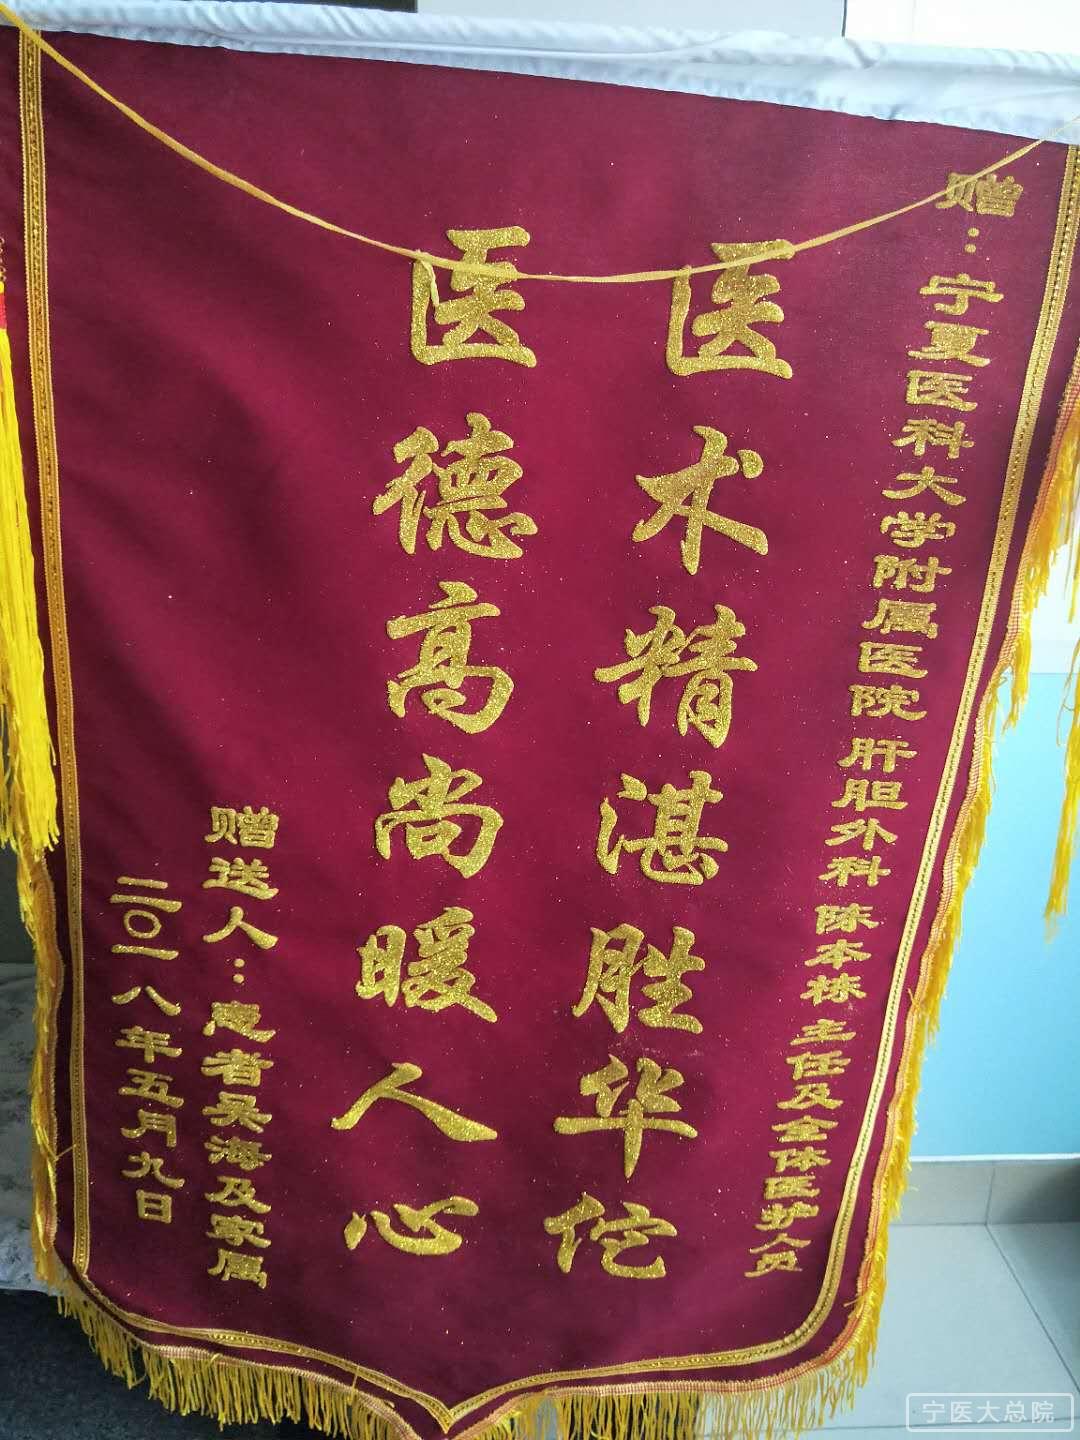 赠：宁夏医科大学附属医院 肝胆外科 陈本栋 主任及全体医护人员
医术精湛胜华佗
医德高尚暖人心
赠送人：患者吴海及家属
二〇一八年五月九日
宁医大总院